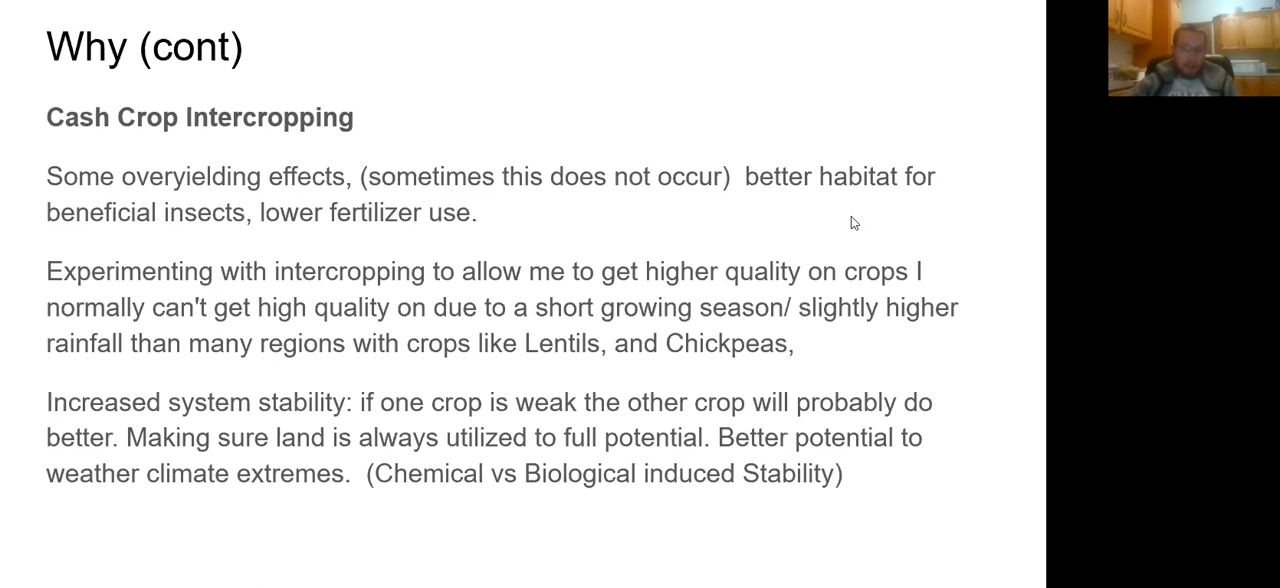 Why (cont)
Cash Crop Intercropping
Some overyielding effects, (sometimes this does not occur)  better habitat for
beneficial insects, lower fertilizer use.
Experimenting with intercropping to allow me to get higher quality on crops I
normally can't get high quality on due to a short growing season/ slightly higher
rainfall than many regions with crops like Lentils, and Chickpeas,
Increased system stability: if one crop is weak the other crop will probably do
better. Making sure land is always utilized to full potential. Better potential to
weather climate extremes.  (Chemical vs Biological induced Stability)